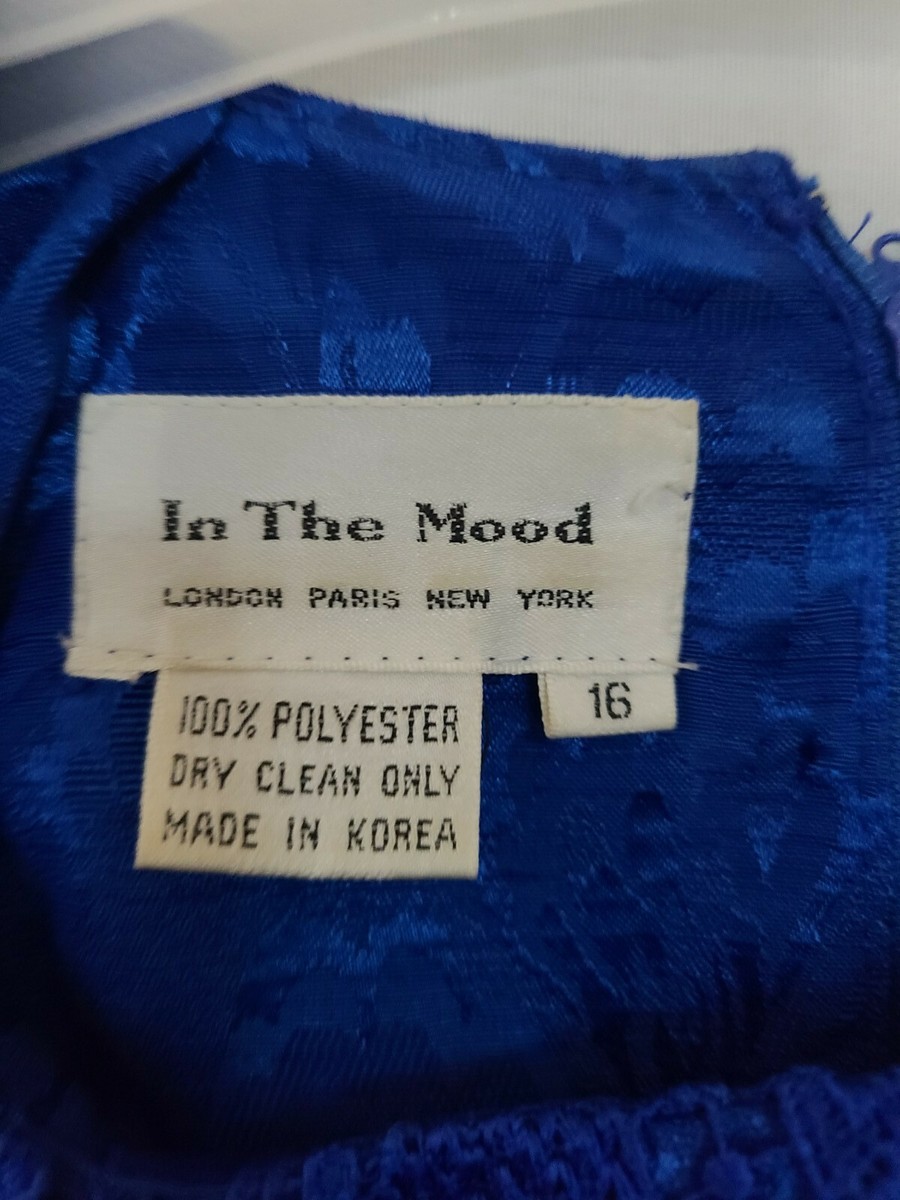 In The Mood
LONDON PARIS NEW YORK
16
100% POLYESTER
DRY CLEAN ONLY
MADE IN KOREA